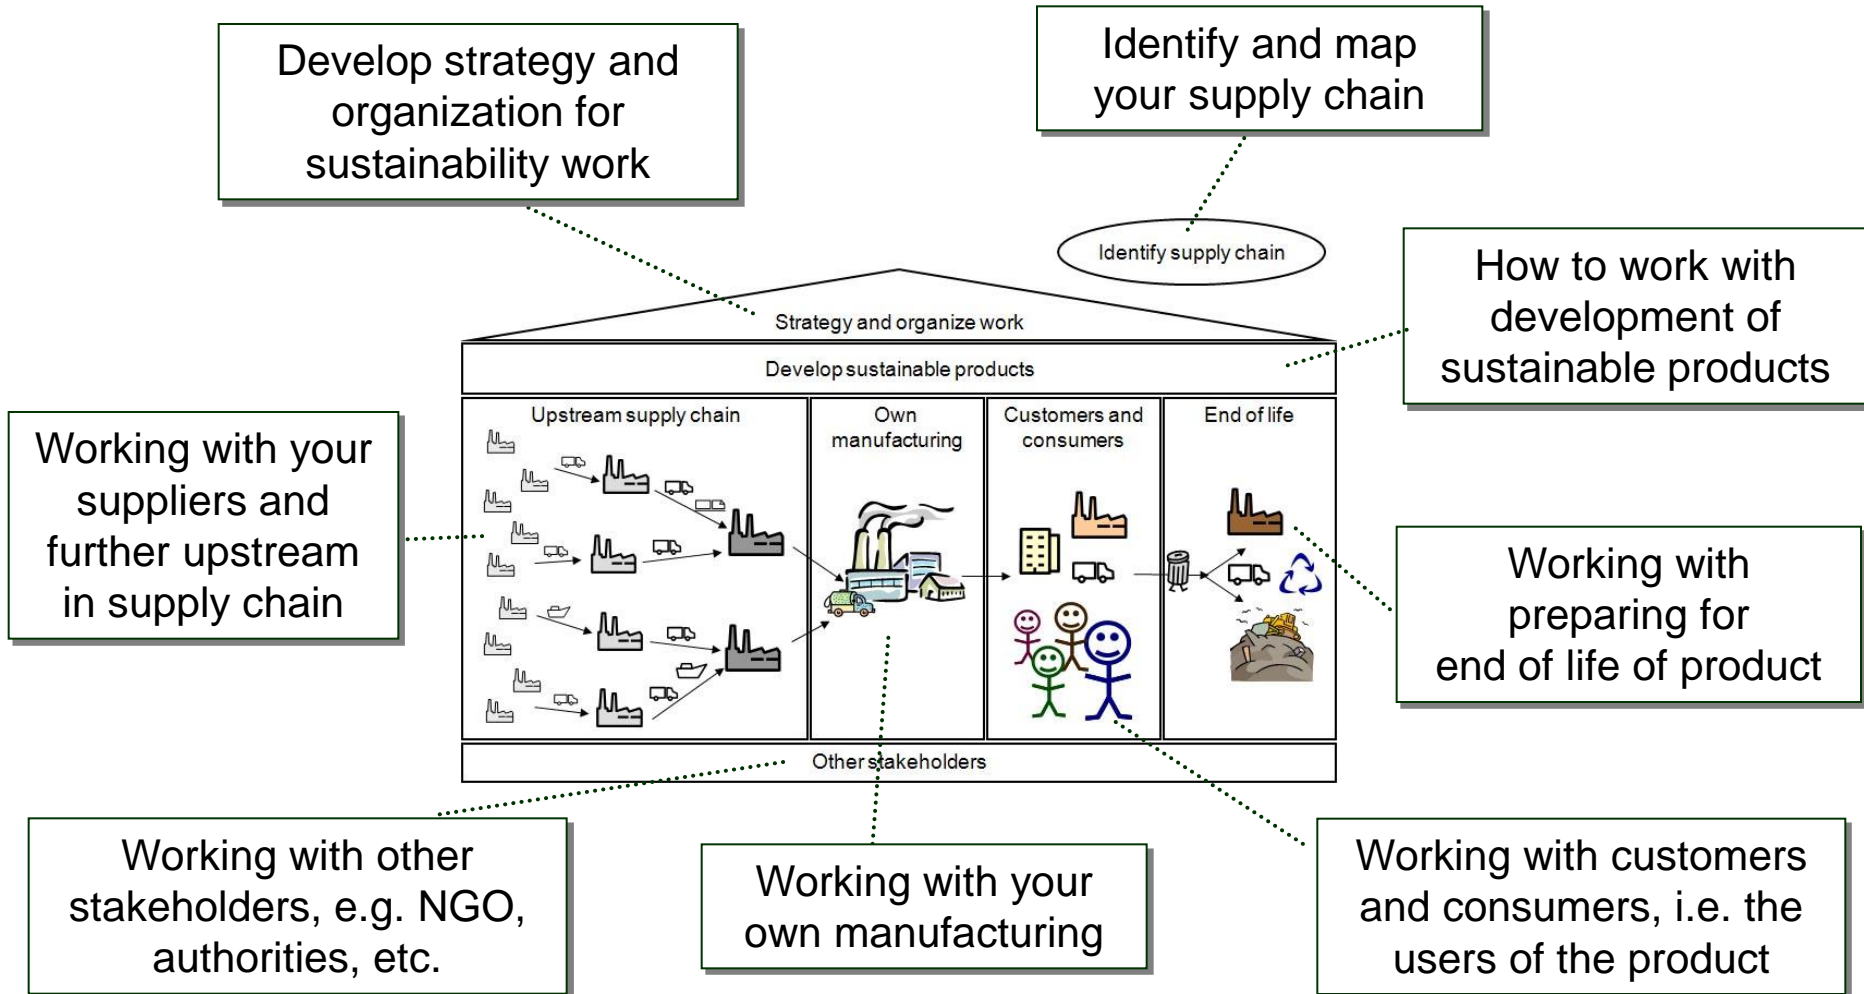 Develop strategy and
organization for
sustainability work
Identify and map
your supply chain
Identify supply chain
How to work with
development of
sustainable products
Strategy and organize work
Develop sustainable products
Upstream supply chain
Own
manufacturing
Customers and
consumers
End of life
Working with your
suppliers and
further upstream
in supply chain
Working with
preparing for
end of life of product
Other stakeholders
Working with other
stakeholders, e.g. NGO,
authorities, etc.
Working with your
own manufacturing
Working with customers
and consumers, i.e. the
users of the product